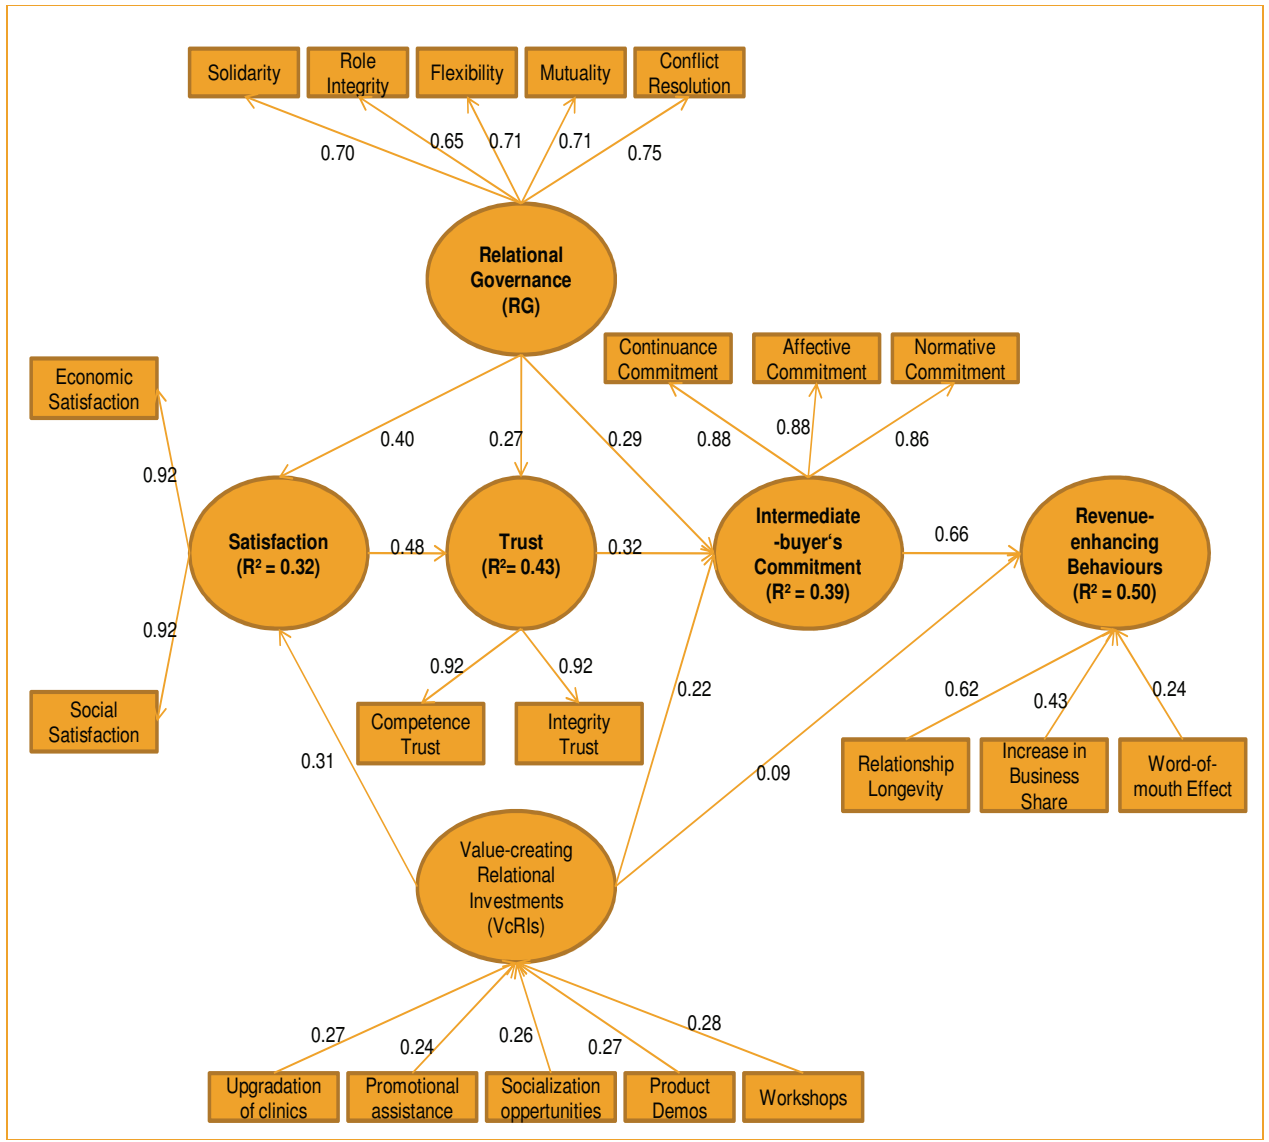 Solidarity
Role
Integrity
Flexibility
Mutuality
Conflict
Resolution
0.70
0.65
0.71
0.71
0.75
Relational
Governance
(RG)
Continuance
Commitment
Affective
Commitment
Normative
Commitment
Economic
Satisfaction
0.40
0.27
0.29
0.88
0.88
0.86
0.92
Satisfaction
(R² = 0.32)
0.48
Trust
(R²= 0.43)
0.32
Intermediate
-buyer‘s
Commitment
(R² = 0.39)
0.66
Revenue-
enhancing
Behaviours
(R² = 0.50)
0.92
0.92
0.92
0.22
0.62
0.43
0.24
Social
Satisfaction
Competence
Trust
Integrity
Trust
0.31
0.09
Relationship
Longevity
Increase in
Business
Share
Word-of-
mouth Effect
Value-creating
Relational
Investments
(VcRIs)
0.27
0.24
0.26
0.27
0.28
Upgradation
of clinics
Promotional
assistance
Socialization
oppertunities
Product
Demos
Workshops